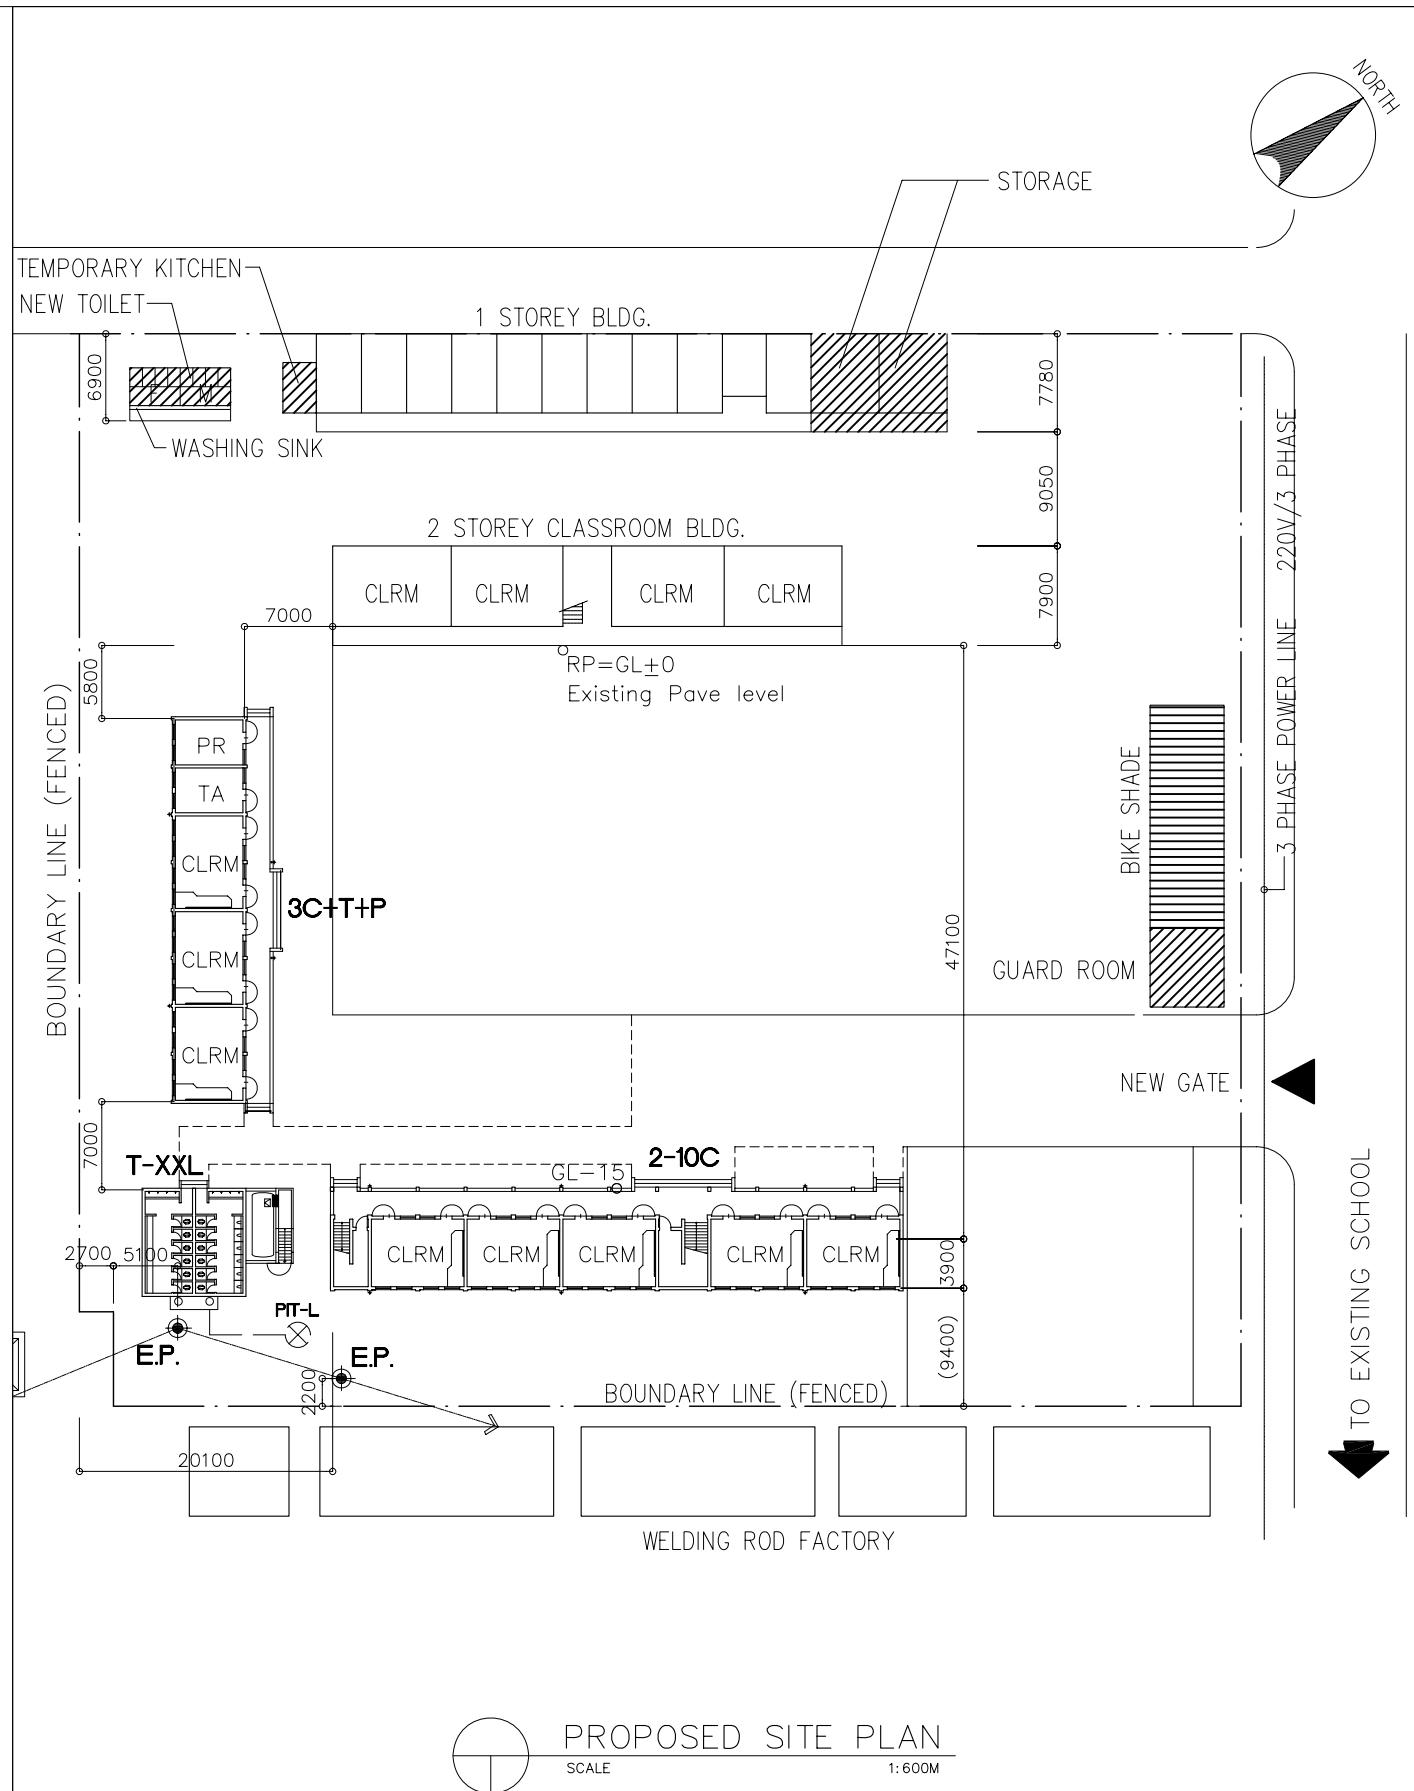 NORTH
STORAGE
TEMPORARY KITCHEN
NEW TOILET
1 STOREY BLDG.
6900
F M
WASHING SINK
7780
9050
7900
2 STOREY CLASSROOM BLDG.
CLRM CLRM CLRM CLRM
7000
RP=GL±0
Existing Pave level
5800
BOUNDARY LINE (FENCED)
PR
TA
CLRM
CLRM
CLRM
3C+T+P
47100
BIKE SHADE
GUARD ROOM
3 PHASE POWER LINE 220V/3 PHASE
NEW GATE
7000
T-XXL
2-10C
GL-15
2700 5100
CLRM CLRM CLRM CLRM CLRM
3900
(9400)
PIT-L
E.P.
E.P.
2200
BOUNDARY LINE (FENCED)
20100
TO EXISTING SCHOOL
WELDING ROD FACTORY
PROPOSED SITE PLAN
SCALE 1:600M